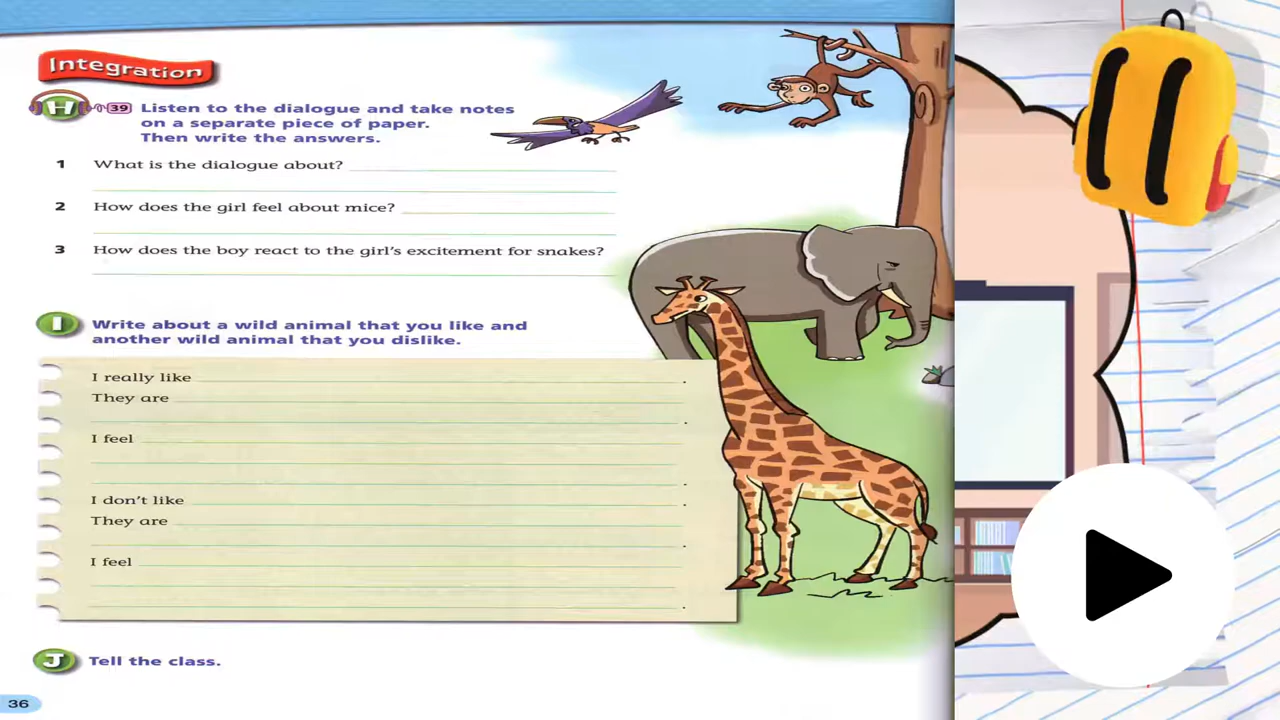 Integration
H 39 Listen to the dialogue and take notes
on a separate piece of paper.
Then write the answers.
1 What is the dialogue about?
2 How does the girl feel about mice?
3 How does the boy react to the girl's excitement for snakes?
I Write about a wild animal that you like and
another wild animal that you dislike.
I really like .
They are
.
I feel
.
I don't like .
They are
.
I feel
.
J Tell the class.
36